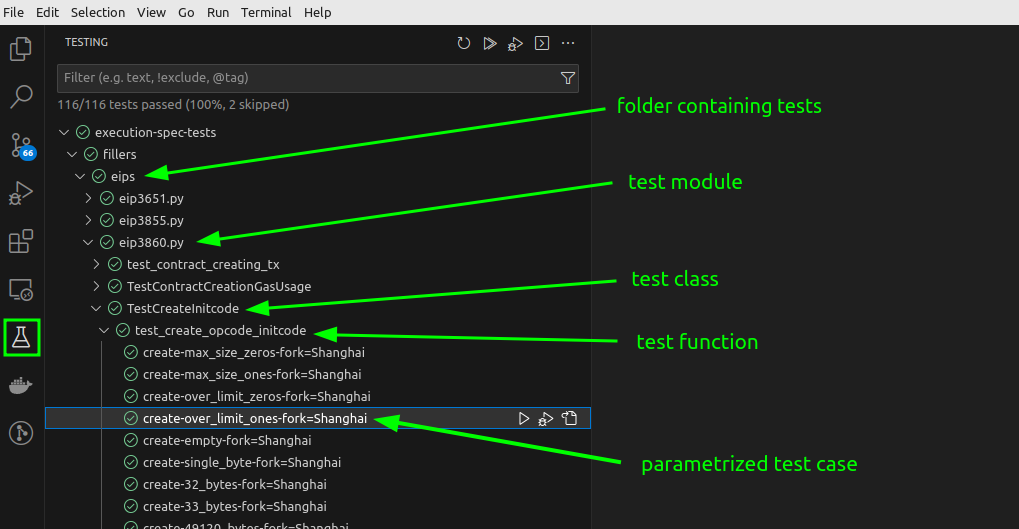 File Edit Selection View Go Run Terminal Help
TESTING
Filter (e.g. text, !exclude, @tag)
116/116 tests passed (100%, 2 skipped)
folder containing tests
execution-spec-tests
fillers
eips
test module
eip3651.py
eip3855.py
eip3860.py
66
test_contract_creating_tx
TestContractCreationGasUsage
test class
TestCreateInitcode
test_create_opcode_initcode
test function
create-max_size_zeros-fork=Shanghai
create-max_size_ones-fork=Shanghai
create-over_limit_zeros-fork=Shanghai
create-over_limit_ones-fork=Shanghai
create-empty-fork=Shanghai
parametrized test case
create-single_byte-fork=Shanghai
create-32_bytes-fork=Shanghai
create-33_bytes-fork=Shanghai
create-49120_bytes-fork=Shanghai